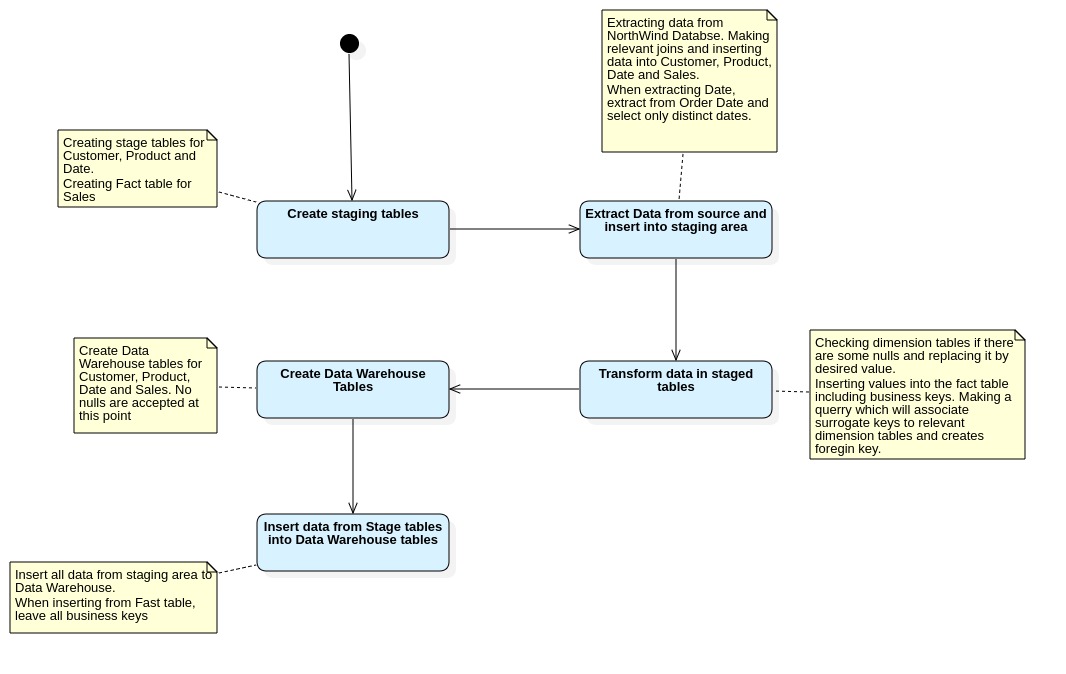 Extracting data from
NorthWind Databse. Making
relevant joins and inserting
data into Customer, Product,
Date and Sales.
When extracting Date,
extract from Order Date and
select only distinct dates.
Creating stage tables for
Customer, Product and
Date.
Creating Fact table for
Sales
Create staging tables
Extract Data from source and
insert into staging area
Create Data
Warehouse tables for
Customer, Product,
Date and Sales. No
nulls are accepted at
this point
Create Data Warehouse
Tables
Transform data in staged
tables
Checking dimension tables if there
are some nulls and replacing it by
desired value.
Inserting values into the fact table
including business keys. Making a
querry which will associate
surrogate keys to relevant
dimension tables and creates
foregin key.
Insert data from Stage tables
into Data Warehouse tables
Insert all data from staging area to
Data Warehouse.
When inserting from Fast table,
leave all business keys